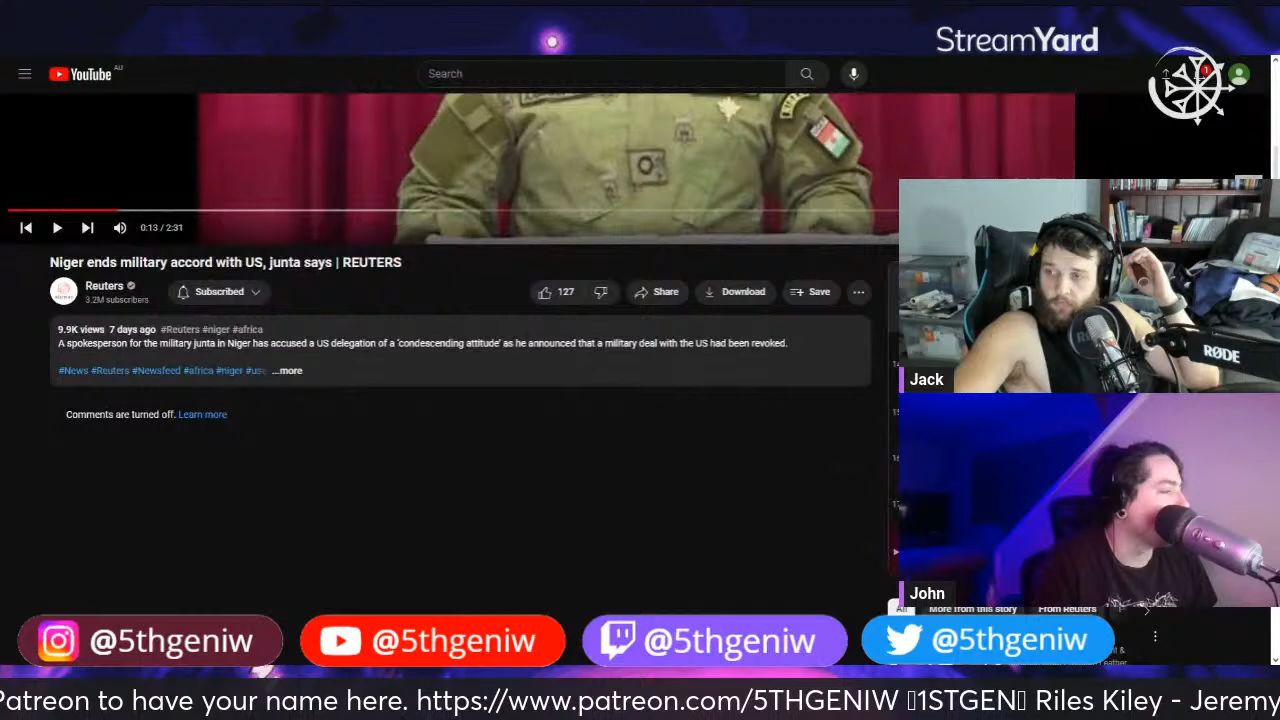 StreamYard
YouTube AU
Search
1
0:13 / 2:31
Niger ends military accord with US, junta says | REUTERS
Reuters
3.2M subscribers
Subscribed
127
Share
Download
Save
9.9K views 7 days ago #Reuters #niger #africa
A spokesperson for the military junta in Niger has accused a US delegation of a 'condescending attitude' as he announced that a military deal with the US had been revoked.
#News #Reuters #Newsfeed #africa #niger ...more
Comments are turned off. Learn more
RØDE
Jack
John
All More from this story From Reuters
@5thgeniw
@5thgeniw
@5thgeniw
@5thgeniw
Patreon to have your name here. https://www.patreon.com/5THGENIW 1STGEN Riles Kiley - Jeremy